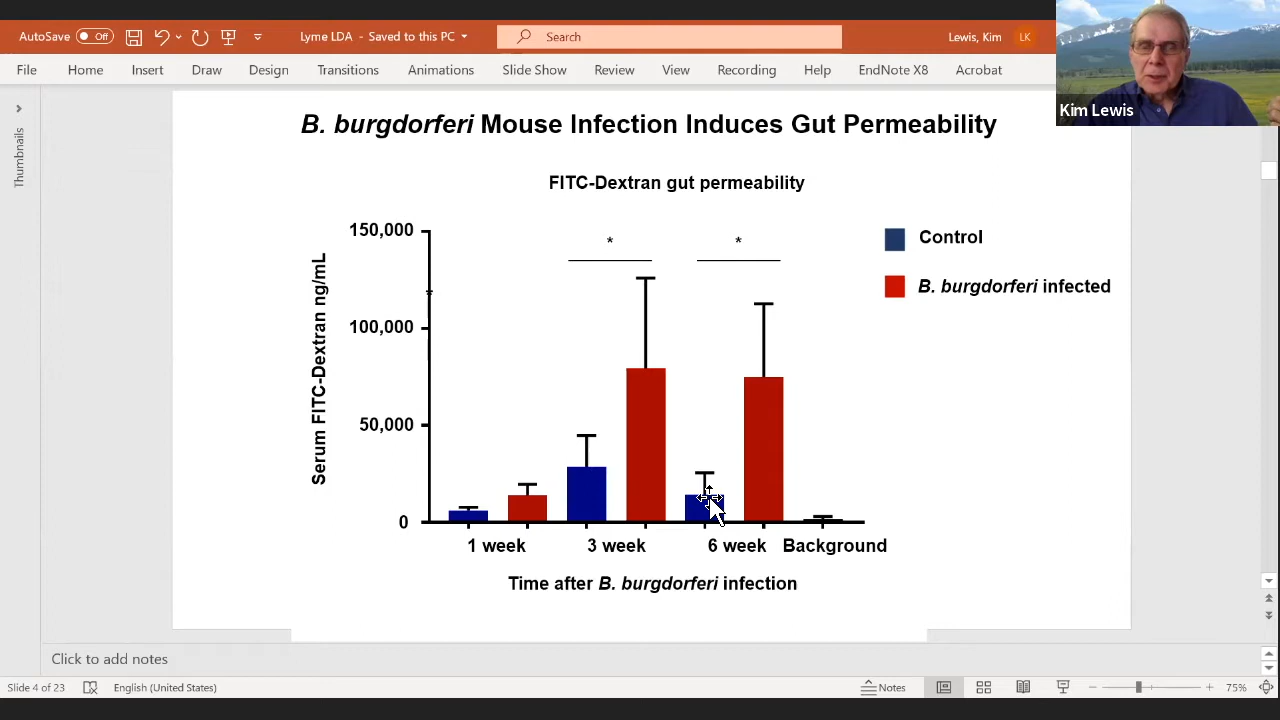 AutoSave Off Lyme LDA - Saved to this PC Search Lewis, Kim LK
File Home Insert Draw Design Transitions Animations Slide Show Review View Recording Help EndNote X8 Acrobat
Kim Lewis
Thumbnails
B. burgdorferi Mouse Infection Induces Gut Permeability
FITC-Dextran gut permeability
Serum FITC-Dextran ng/mL
150,000
100,000
50,000
0
*
*
Control
B. burgdorferi infected
1 week 3 week 6 week Background
Time after B. burgdorferi infection
Click to add notes
Slide 4 of 23 English (United States) Notes 75%